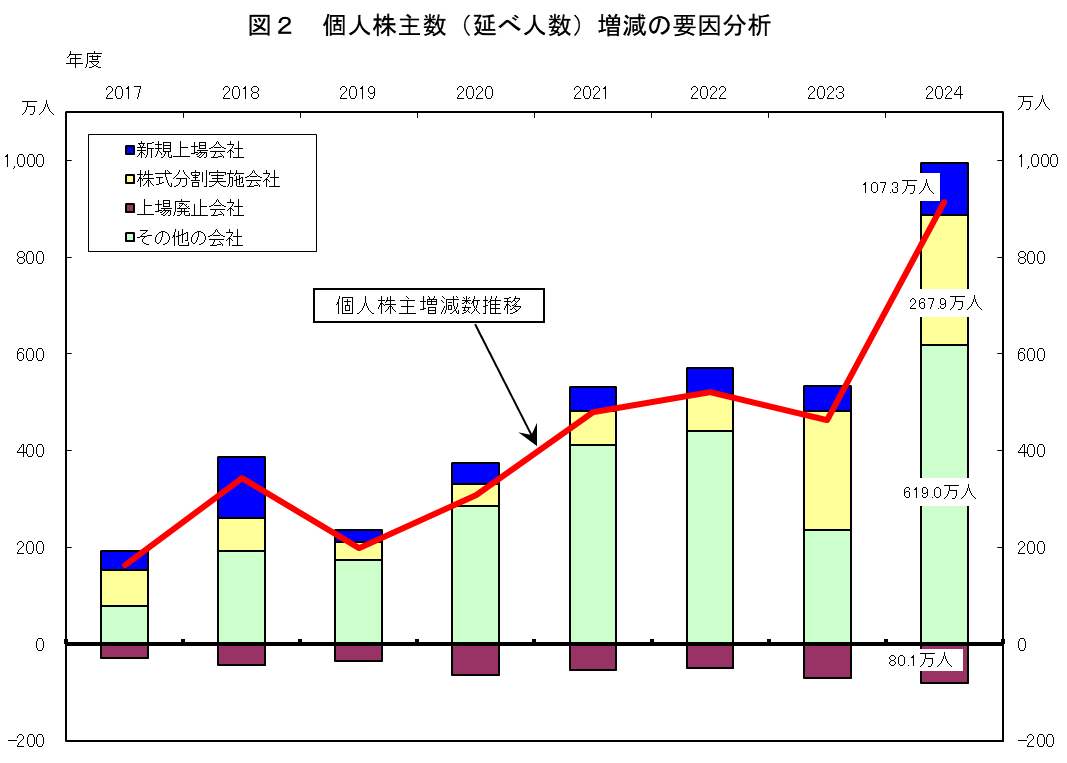 図２　個人株主数（延べ人数）増減の要因分析
年度
2017 2018 2019 2020 2021 2022 2023 2024
万人 万人
新規上場会社
株式分割実施会社
上場廃止会社
その他の会社
個人株主増減数推移
1,000 1,000
107.3万人
800 800
267.9万人
600 600
400 400
619.0万人
200 200
0 0
80.1万人
-200 -200